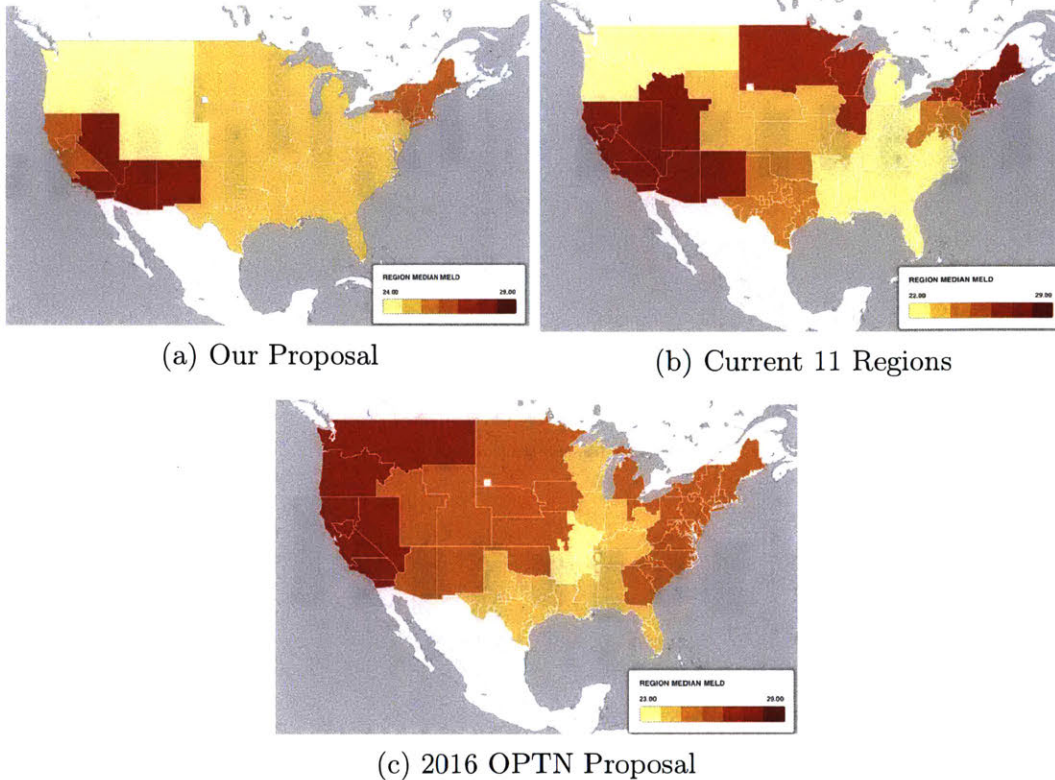 REGION MEDIAN MELD
24.00 29.00
(a) Our Proposal
REGION MEDIAN MELD
22.00 29.00
(b) Current 11 Regions
REGION MEDIAN MELD
23.00 29.00
(c) 2016 OPTN Proposal